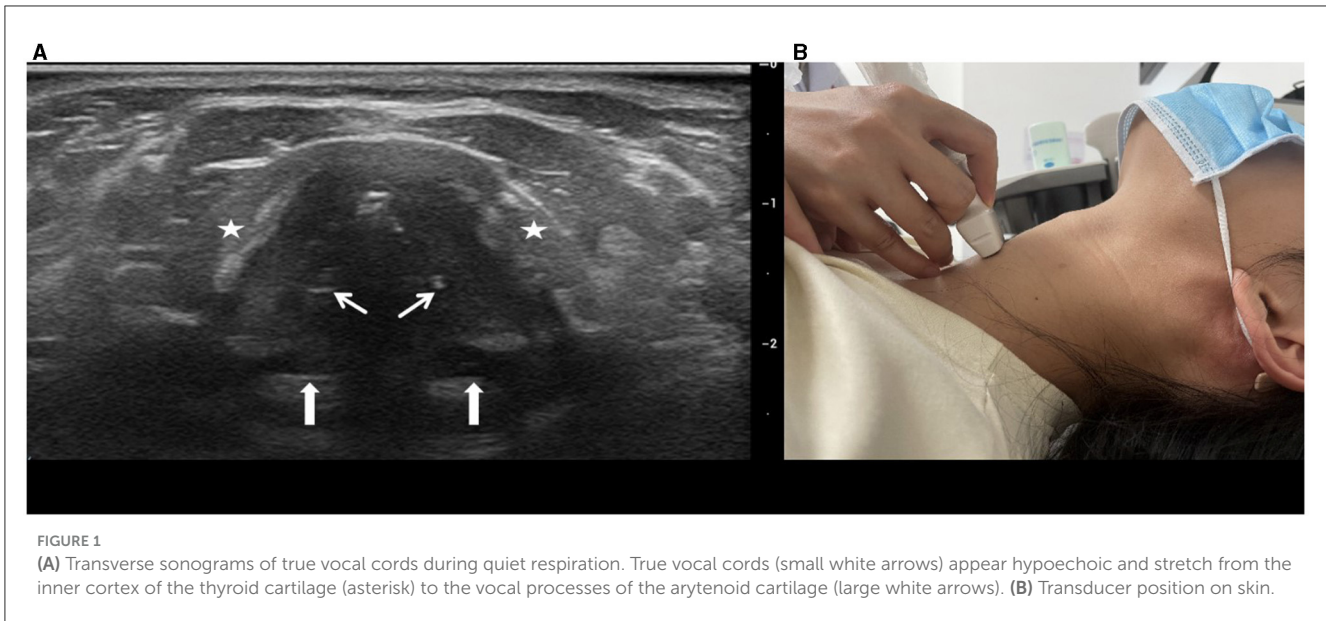 A
B
–0
–1
–2
FIGURE 1
(A) Transverse sonograms of true vocal cords during quiet respiration. True vocal cords (small white arrows) appear hypoechoic and stretch from the
inner cortex of the thyroid cartilage (asterisk) to the vocal processes of the arytenoid cartilage (large white arrows). (B) Transducer position on skin.